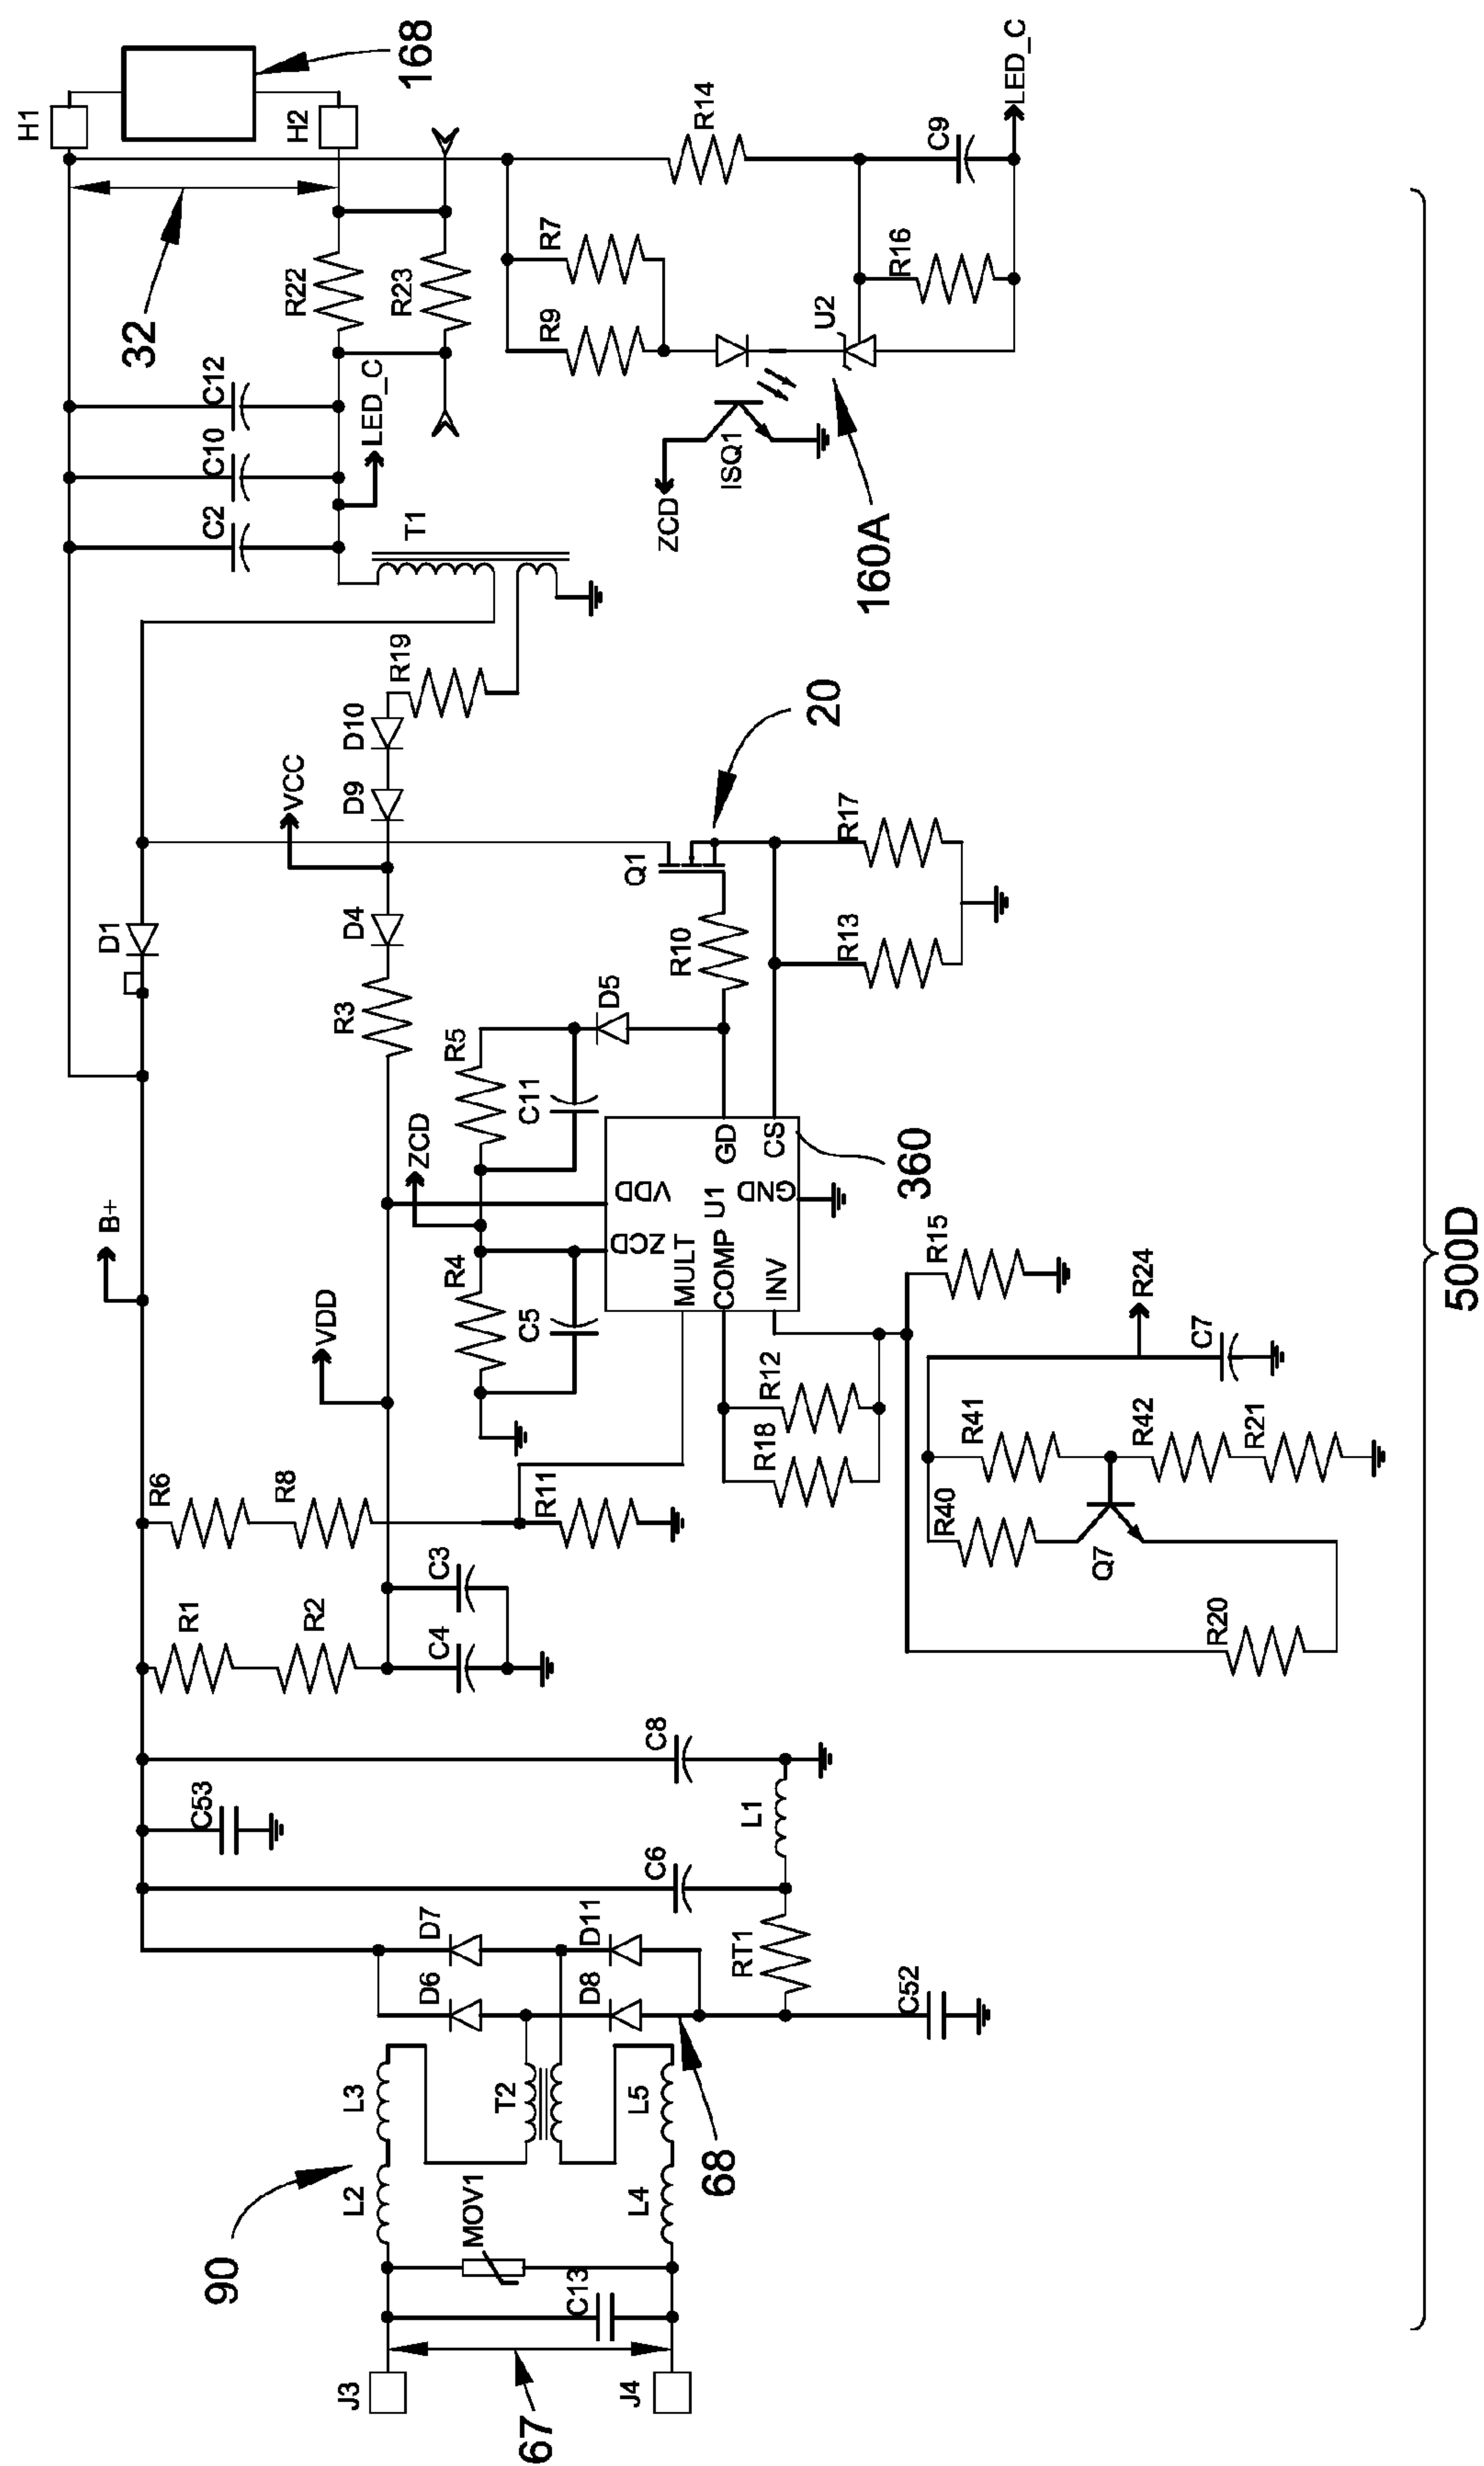 J3
J4
67
C13
MOV1
90
L2
L3
L4
L5
T2
68
D6
D7
D8
D11
RT1
C52
C6
L1
C53
C8
R1
R2
C4
C3
R6
R8
R11
VDD
B+
R4
C5
ZCD
R5
C11
D5
R3
D4
VCC
D9
D10
R19
T1
D1
MULT
ZCD
VDD
COMP
U1
GD
INV
GND
CS
360
R18
R12
R15
R40
R41
Q7
R42
R21
R20
R24
C7
R10
Q1
20
R13
R17
C2
C10
C12
LED_C
R22
R23
32
H1
H2
168
ZCD
ISQ1
160A
R9
R7
U2
R16
R14
C9
LED_C
500D